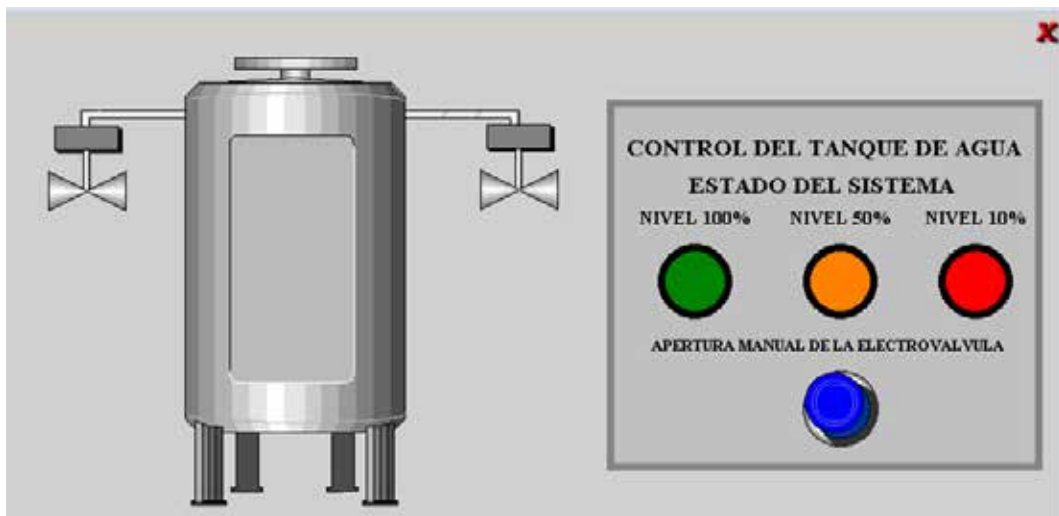 X
CONTROL DEL TANQUE DE AGUA
ESTADO DEL SISTEMA
NIVEL 100% NIVEL 50% NIVEL 10%
APERTURA MANUAL DE LA ELECTROVALVULA